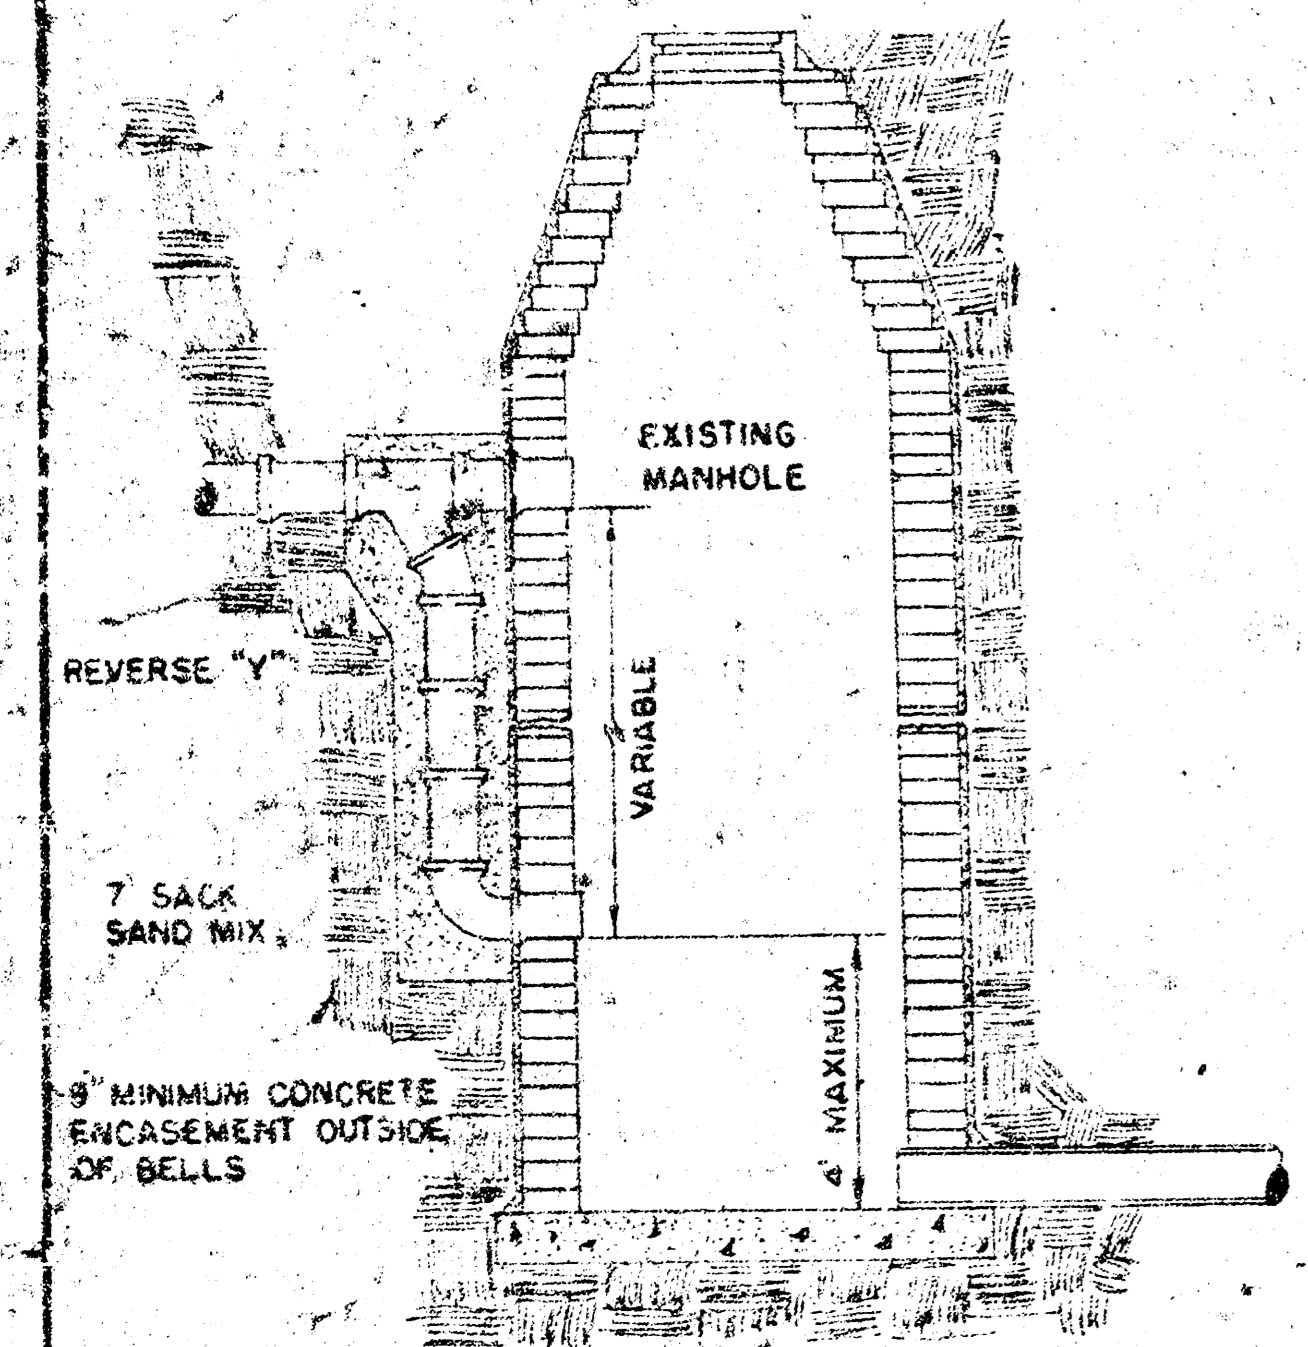 EXISTING
MANHOLE
REVERSE "Y"
VARIABLE
7 SACK
SAND MIX
4' MAXIMUM
MINIMUM CONCRETE
ENCASEMENT OUTSIDE
OF BELLS